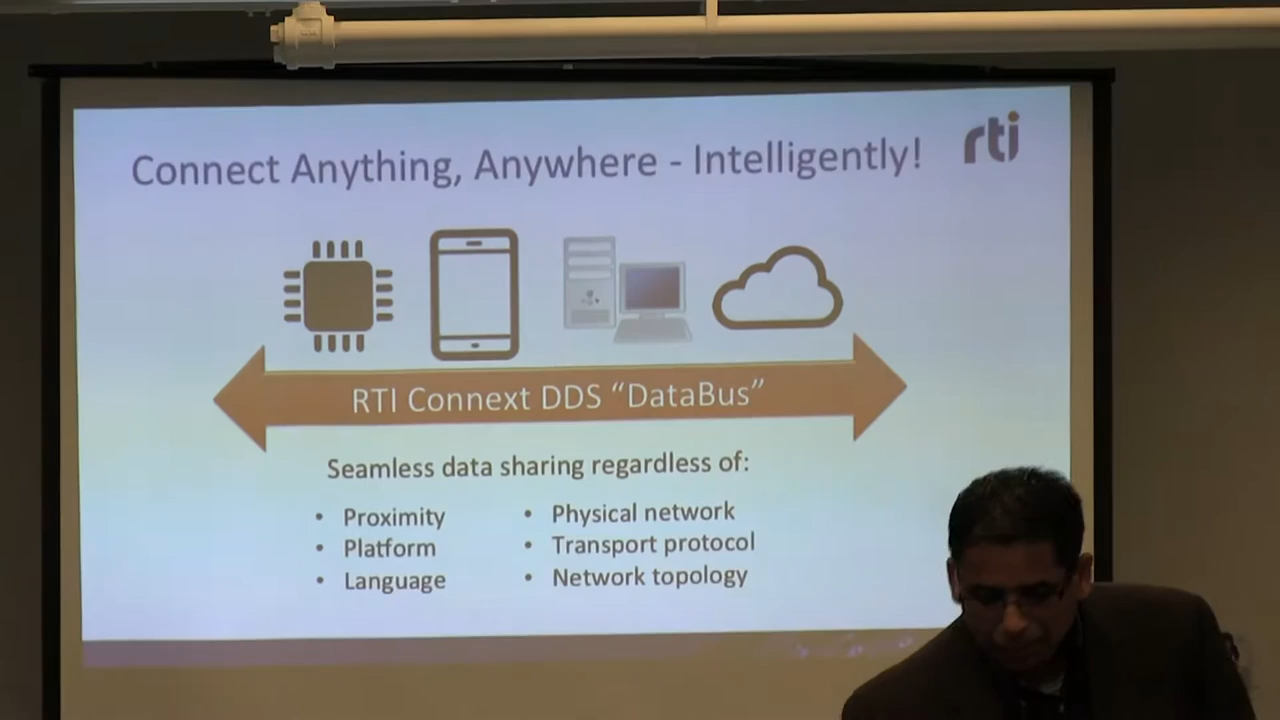 Connect Anything, Anywhere - Intelligently!
rti
RTI Connext DDS “DataBus”
Seamless data sharing regardless of:
• Proximity
• Platform
• Language
• Physical network
• Transport protocol
• Network topology